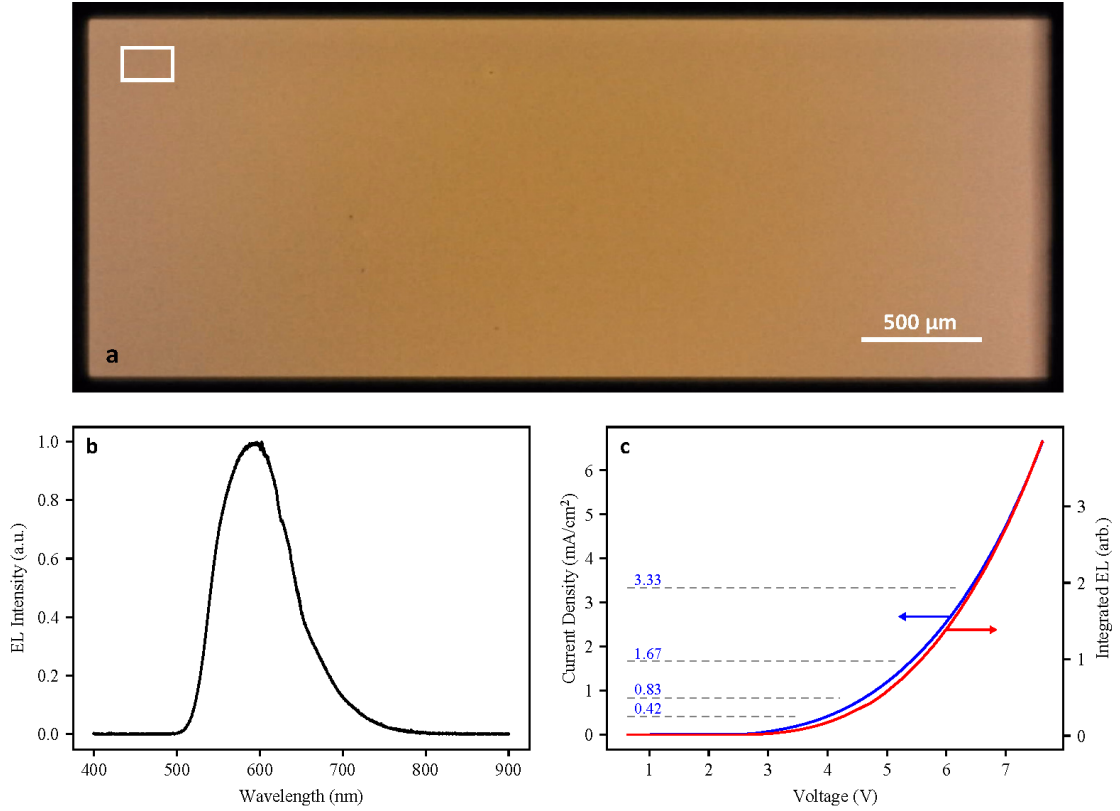 500 μm
a
b
1.0
0.8
0.6
0.4
0.2
0.0
EL Intensity (a.u.)
400 500 600 700 800 900
Wavelength (nm)
c
6
5
4
3
2
1
0
Current Density (mA/cm²)
3.33
1.67
0.83
0.42
3
2
1
0
Integrated EL (arb.)
1 2 3 4 5 6 7
Voltage (V)